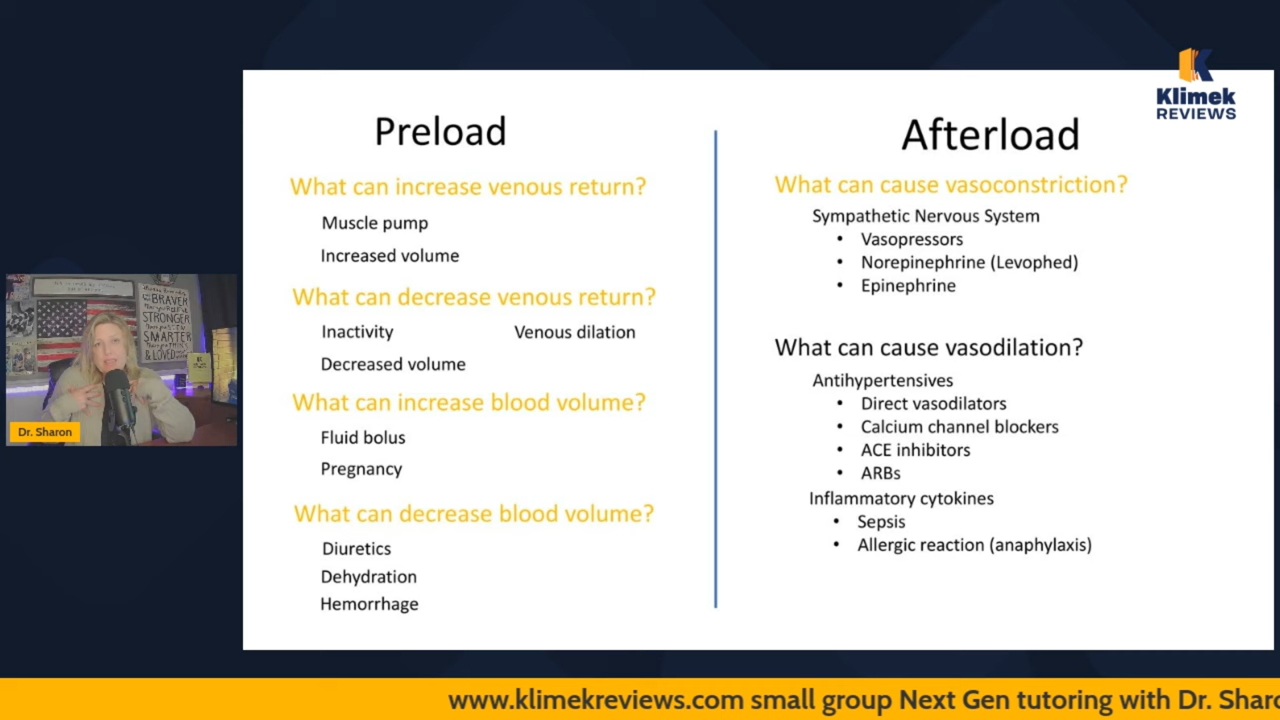 Klimek
REVIEWS
Preload
What can increase venous return?
Muscle pump
Increased volume
What can decrease venous return?
Inactivity Venous dilation
Decreased volume
What can increase blood volume?
Fluid bolus
Pregnancy
What can decrease blood volume?
Diuretics
Dehydration
Hemorrhage
Afterload
What can cause vasoconstriction?
Sympathetic Nervous System
• Vasopressors
• Norepinephrine (Levophed)
• Epinephrine
What can cause vasodilation?
Antihypertensives
• Direct vasodilators
• Calcium channel blockers
• ACE inhibitors
• ARBs
Inflammatory cytokines
• Sepsis
• Allergic reaction (anaphylaxis)
BRAVER
STRONGER
SMARTER
& LOVED
Dr. Sharon
www.klimekreviews.com small group Next Gen tutoring with Dr. Shar